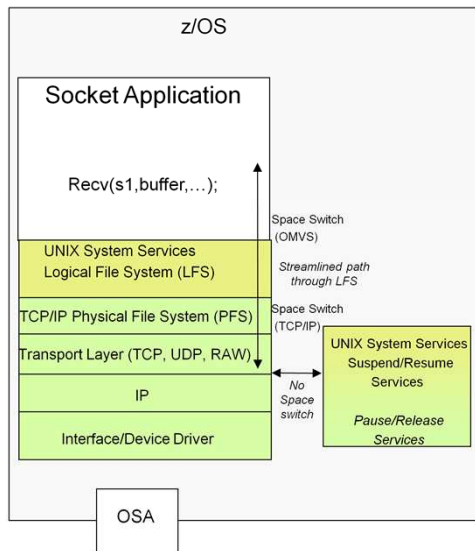 z/OS
Socket Application
Recv(s1,buffer,…);
Space Switch
(OMVS)
UNIX System Services
Logical File System (LFS)
Streamlined path
through LFS
TCP/IP Physical File System (PFS)
Space Switch
(TCP/IP)
Transport Layer (TCP, UDP, RAW)
IP
Interface/Device Driver
No
Space
switch
UNIX System Services
Suspend/Resume
Services
Pause/Release
Services
OSA